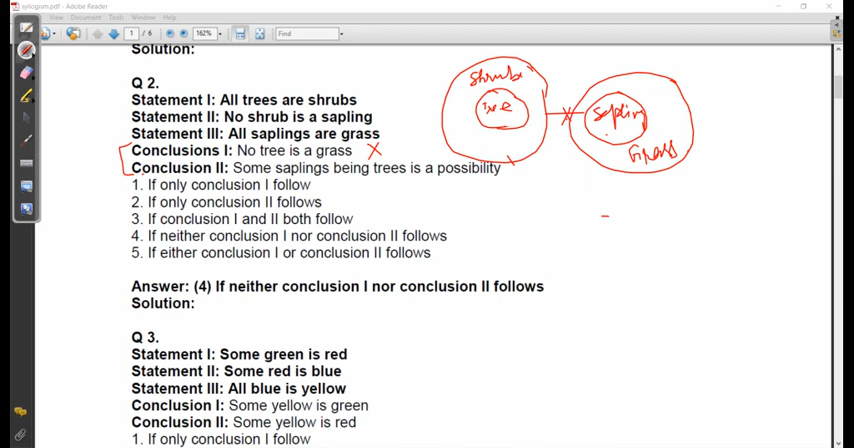 syllogism.pdf - Adobe Reader
View Document Tools Window Help
1 / 6 162% Find
Solution:
Q 2.
Statement I: All trees are shrubs
Statement II: No shrub is a sapling
Statement III: All saplings are grass
Conclusions I: No tree is a grass X
Conclusion II: Some saplings being trees is a possibility
1. If only conclusion I follow
2. If only conclusion II follows
3. If conclusion I and II both follow
4. If neither conclusion I nor conclusion II follows
5. If either conclusion I or conclusion II follows
Answer: (4) If neither conclusion I nor conclusion II follows
Solution:
Q 3.
Statement I: Some green is red
Statement II: Some red is blue
Statement III: All blue is yellow
Conclusion I: Some yellow is green
Conclusion II: Some yellow is red
1. If only conclusion I follow
Shrub
Tree
X
Sapling
Grass